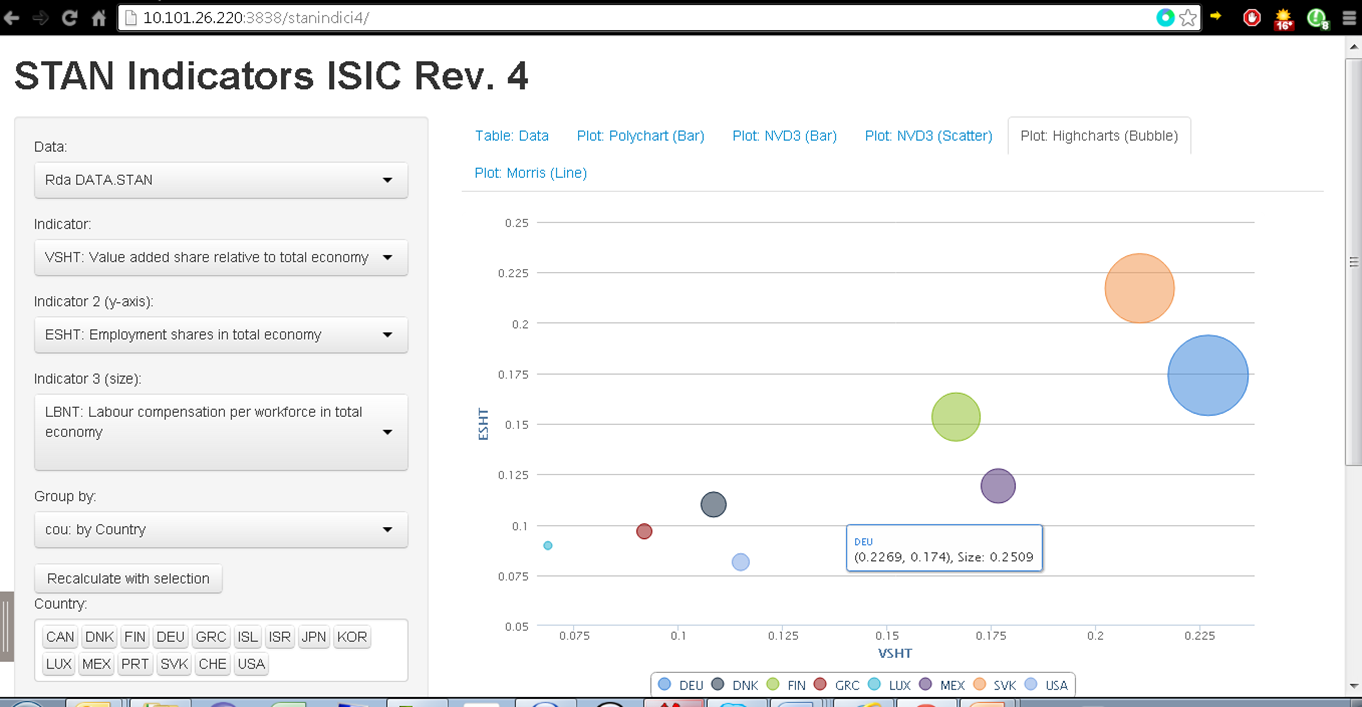 10.101.26.220:3838/stanindici4/
16°
8
STAN Indicators ISIC Rev. 4
Data:
Rda DATA.STAN
Indicator:
VSHT: Value added share relative to total economy
Indicator 2 (y-axis):
ESHT: Employment shares in total economy
Indicator 3 (size):
LBNT: Labour compensation per workforce in total
economy
Group by:
cou: by Country
Recalculate with selection
Country:
CAN DNK FIN DEU GRC ISL ISR JPN KOR
LUX MEX PRT SVK CHE USA
Table: Data Plot: Polychart (Bar) Plot: NVD3 (Bar) Plot: NVD3 (Scatter) Plot: Highcharts (Bubble)
Plot: Morris (Line)
0.25
0.225
0.2
0.175
0.15
0.125
0.1
0.075
0.05
ESHT
DEU
(0.2269, 0.174), Size: 0.2509
0.075 0.1 0.125 0.15 0.175 0.2 0.225
VSHT
DEU DNK FIN GRC LUX MEX SVK USA